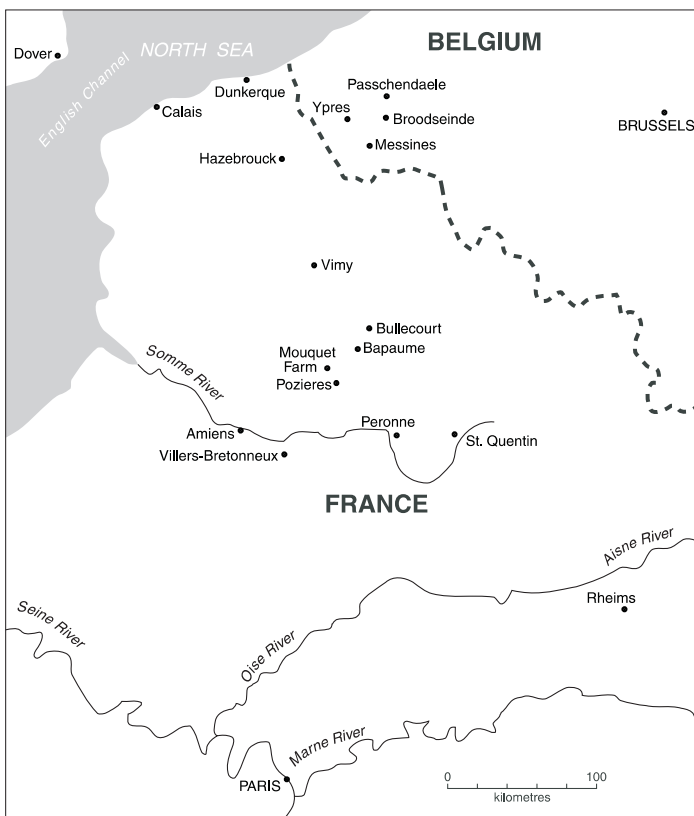 BELGIUM
NORTH SEA
Dover
English Channel
Dunkerque
Passchendaele
Calais
Ypres
Broodseinde
BRUSSELS
Messines
Hazebrouck
Vimy
Bullecourt
Bapaume
Mouquet
Farm
Pozieres
Somme River
Peronne
Amiens
St. Quentin
Villers-Bretonneux
FRANCE
Aisne River
Rheims
Seine River
Oise River
Marne River
PARIS
0 100
kilometres